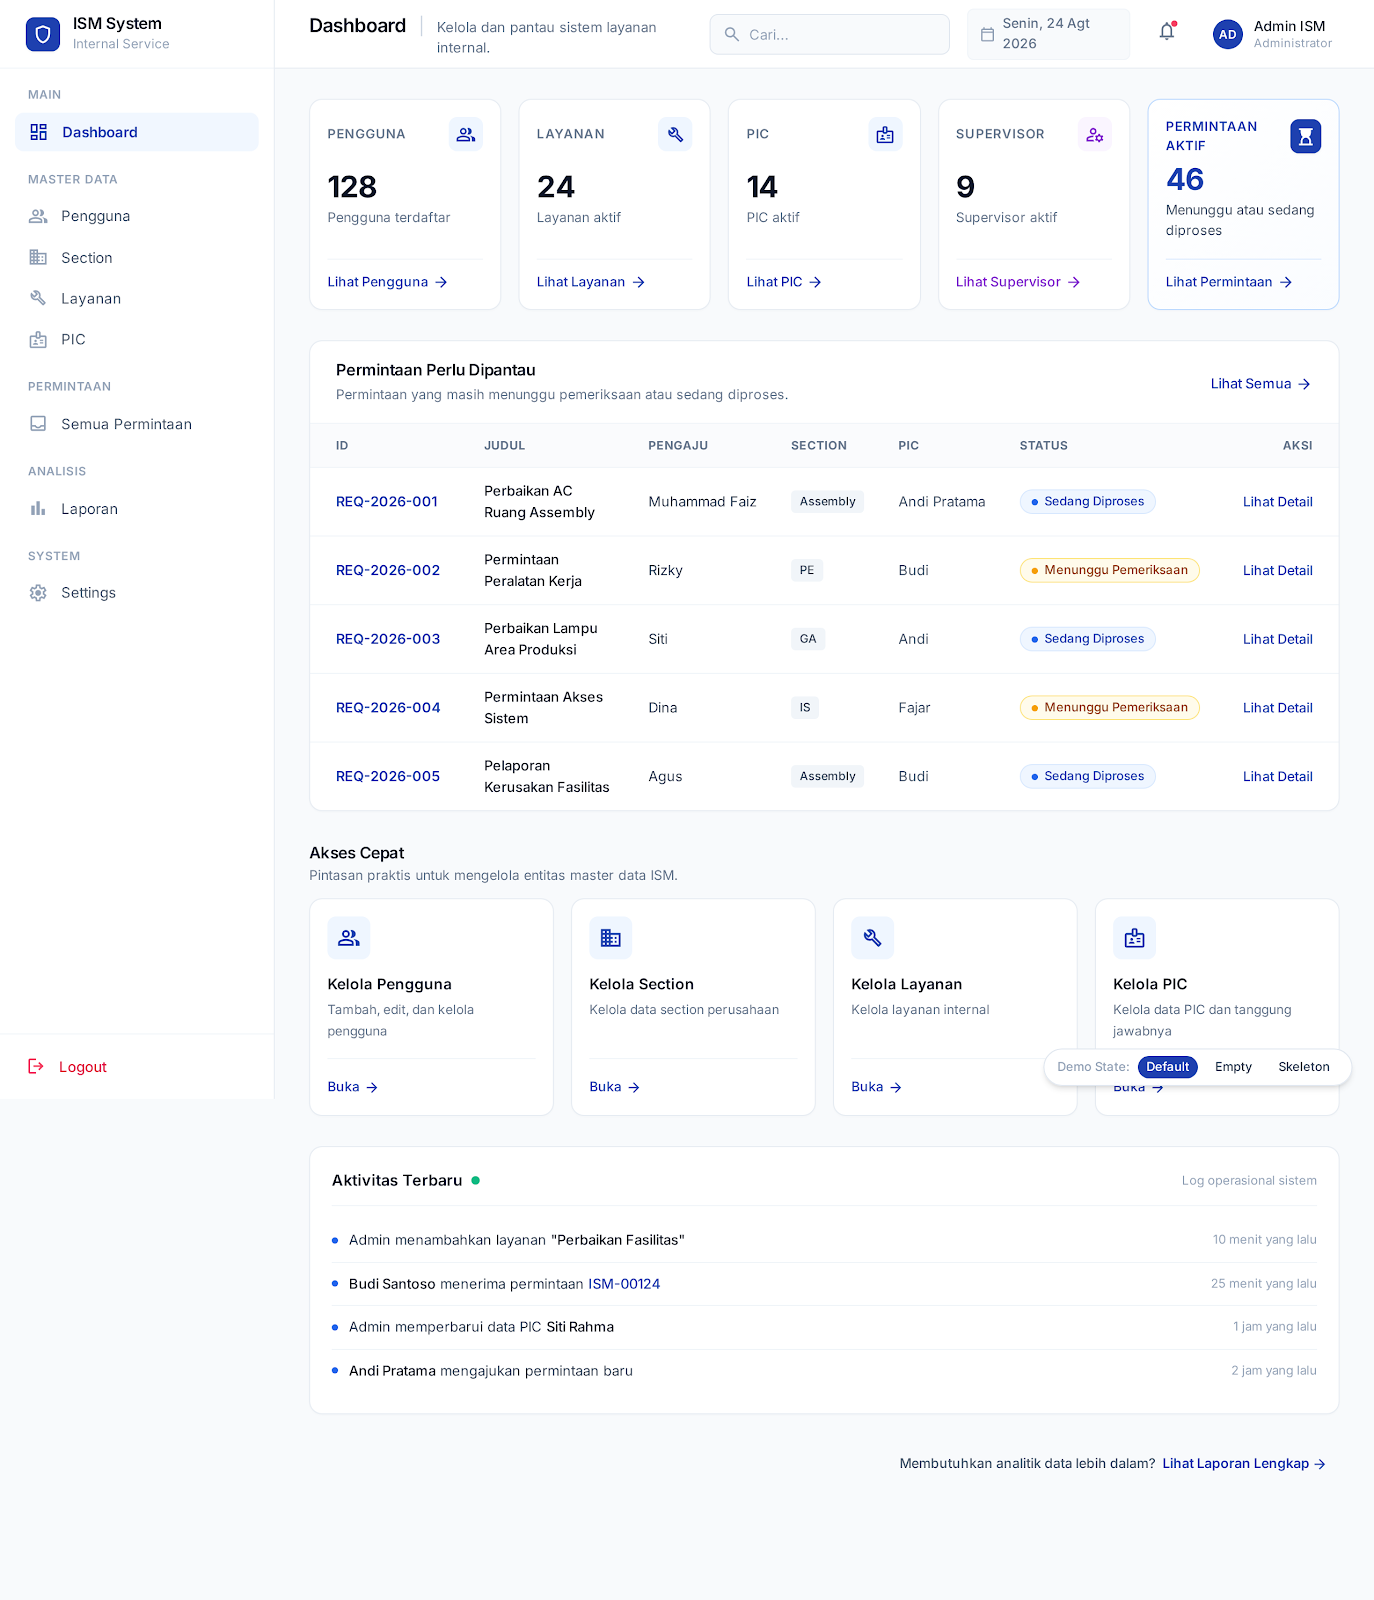 ISM System
Internal Service
MAIN
Dashboard
MASTER DATA
Pengguna
Section
Layanan
PIC
PERMINTAAN
Semua Permintaan
ANALISIS
Laporan
SYSTEM
Settings
Logout
Dashboard
Kelola dan pantau sistem layanan
internal.
Cari...
Senin, 24 Agt
2026
AD
Admin ISM
Administrator
PENGGUNA
128
Pengguna terdaftar
Lihat Pengguna →
LAYANAN
24
Layanan aktif
Lihat Layanan →
PIC
14
PIC aktif
Lihat PIC →
SUPERVISOR
9
Supervisor aktif
Lihat Supervisor →
PERMINTAAN
AKTIF
46
Menunggu atau sedang
diproses
Lihat Permintaan →
Permintaan Perlu Dipantau
Permintaan yang masih menunggu pemeriksaan atau sedang diproses.
Lihat Semua →
ID JUDUL PENGAJU SECTION PIC STATUS AKSI
REQ-2026-001 Perbaikan AC
Ruang Assembly Muhammad Faiz Assembly Andi Pratama Sedang Diproses Lihat Detail
REQ-2026-002 Permintaan
Peralatan Kerja Rizky PE Budi Menunggu Pemeriksaan Lihat Detail
REQ-2026-003 Perbaikan Lampu
Area Produksi Siti GA Andi Sedang Diproses Lihat Detail
REQ-2026-004 Permintaan Akses
Sistem Dina IS Fajar Menunggu Pemeriksaan Lihat Detail
REQ-2026-005 Pelaporan
Kerusakan Fasilitas Agus Assembly Budi Sedang Diproses Lihat Detail
Akses Cepat
Pintasan praktis untuk mengelola entitas master data ISM.
Kelola Pengguna
Tambah, edit, dan kelola
pengguna
Buka →
Kelola Section
Kelola data section perusahaan
Buka →
Kelola Layanan
Kelola layanan internal
Buka →
Kelola PIC
Kelola data PIC dan tanggung
jawabnya
Buka →
Demo State: Default Empty Skeleton
Aktivitas Terbaru
Log operasional sistem
Admin menambahkan layanan "Perbaikan Fasilitas" 10 menit yang lalu
Budi Santoso menerima permintaan ISM-00124 25 menit yang lalu
Admin memperbarui data PIC Siti Rahma 1 jam yang lalu
Andi Pratama mengajukan permintaan baru 2 jam yang lalu
Membutuhkan analitik data lebih dalam? Lihat Laporan Lengkap →